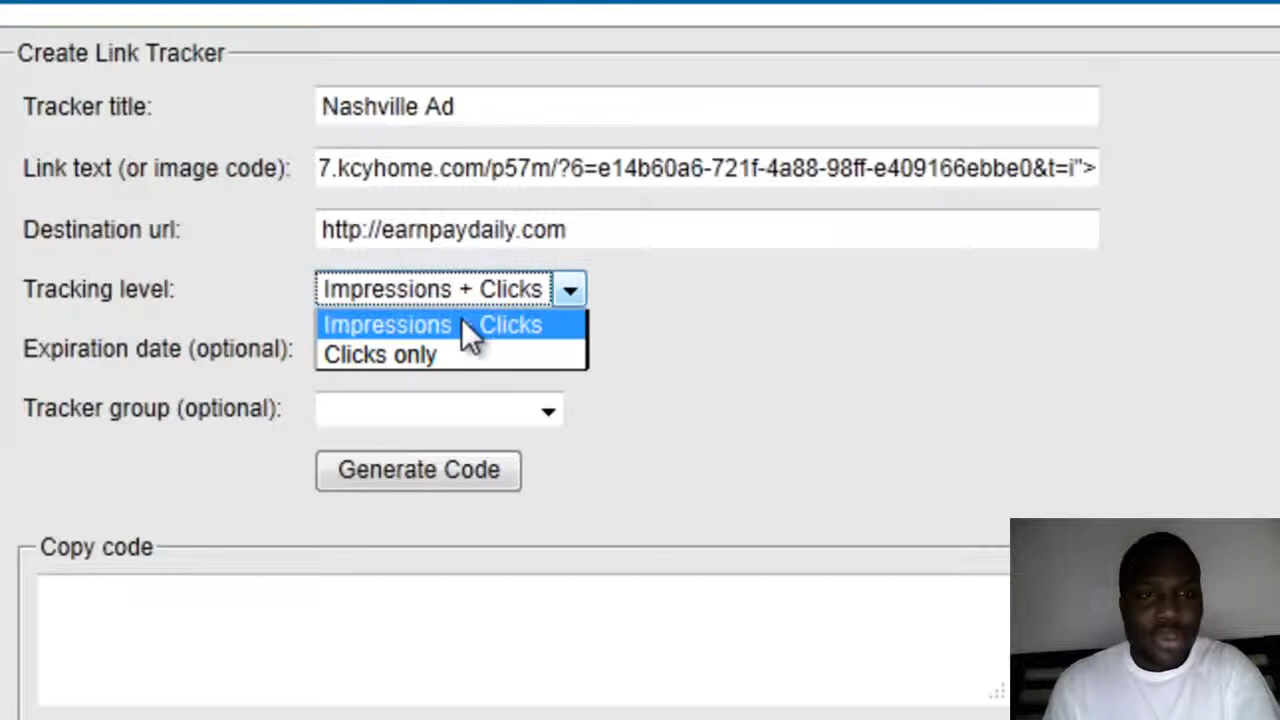 Create Link Tracker
Tracker title: Nashville Ad
Link text (or image code): 7.kcyhome.com/p57m/?6=e14b60a6-721f-4a88-98ff-e409166ebbe0&t=i">
Destination url: http://earnpaydaily.com
Tracking level: Impressions + Clicks
Impressions + Clicks
Expiration date (optional): Clicks only
Tracker group (optional):
Generate Code
Copy code